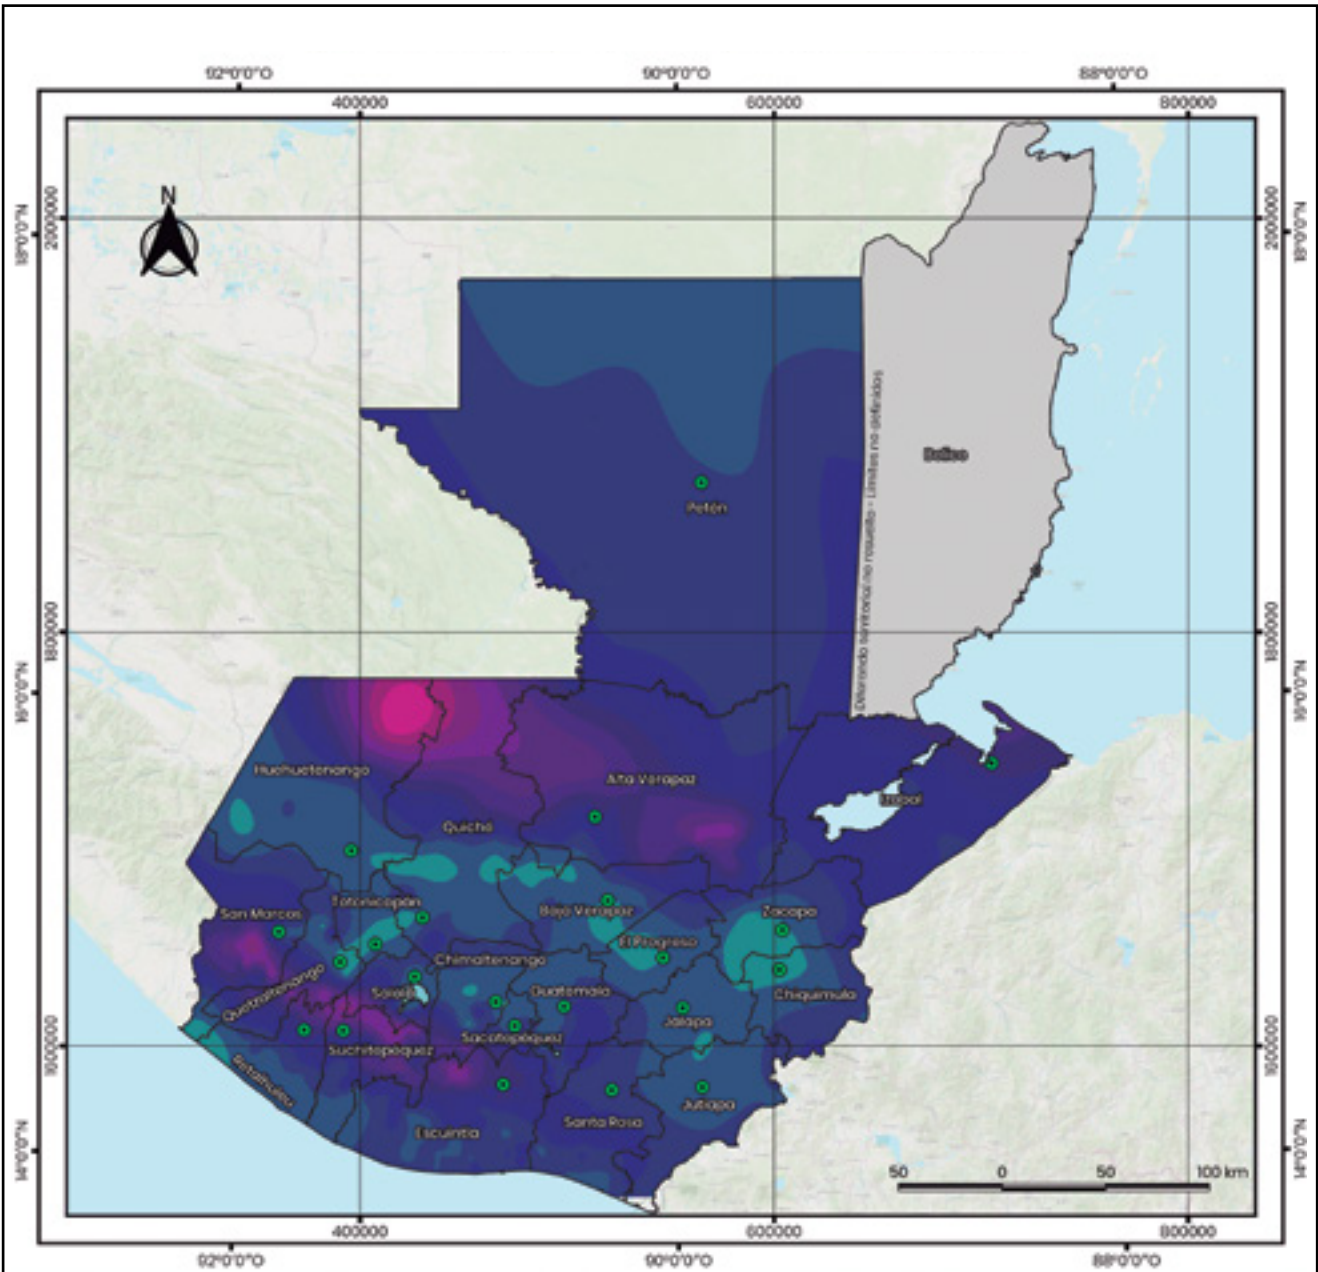 92°0'0"O 90°0'0"O 88°0'0"O
400000 600000 800000
N
18°0'0"N 2000000 2000000 18°0'0"N
Belice
Diferendo territorial no resuelto - Límites no definidos
Petén
1800000 1800000
16°0'0"N 16°0'0"N
Huehuetenango
Alta Verapaz
Izabal
Quiché
Totonicapán
San Marcos
Baja Verapaz
Zacapa
El Progreso
Chimaltenango
Quetzaltenango
Sololá
Guatemala
Chiquimula
Jalapa
Sacatepéquez
Suchitepéquez
1600000 1600000
Retalhuleu
Jutiapa
Santa Rosa
Escuintla
14°0'0"N 14°0'0"N
50 0 50 100 km
400000 600000 800000
92°0'0"O 90°0'0"O 88°0'0"O